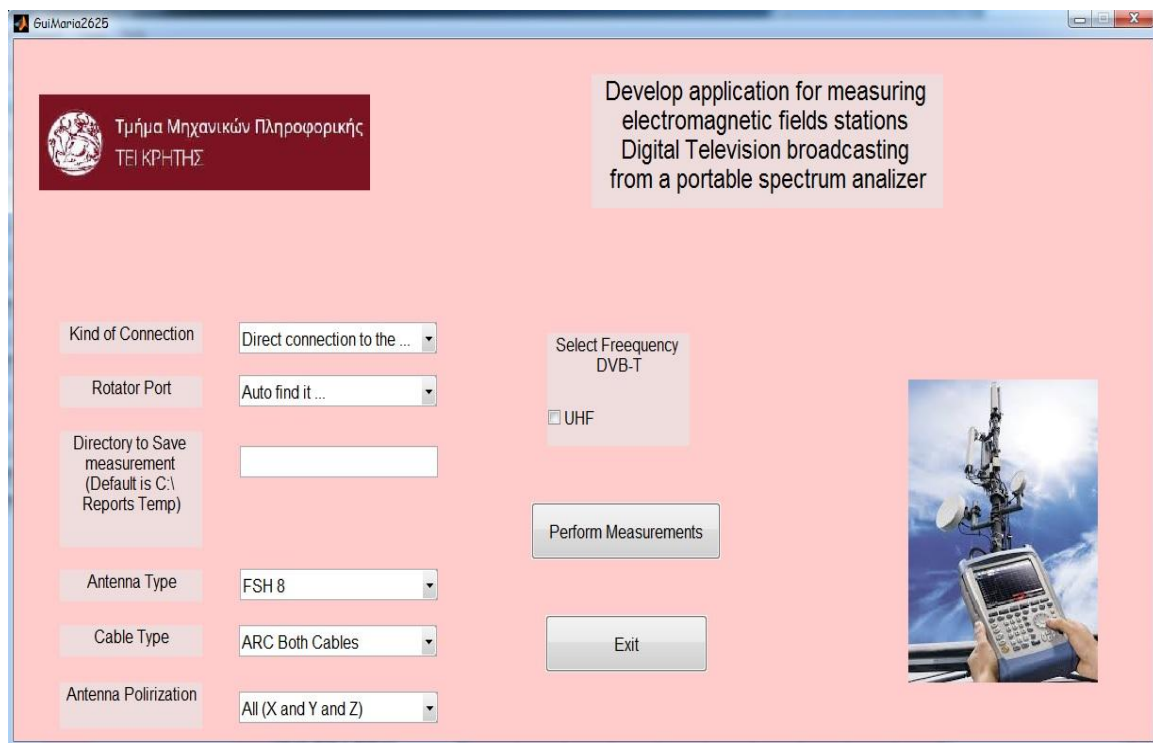 GuiMaria2625
Τμήμα Μηχανικών Πληροφορικής
ΤΕΙ ΚΡΗΤΗΣ
Develop application for measuring
electromagnetic fields stations
Digital Television broadcasting
from a portable spectrum analizer
Kind of Connection
Direct connection to the ...
Rotator Port
Auto find it ...
Directory to Save
measurement
(Default is C:\
Reports Temp)
Antenna Type
FSH 8
Cable Type
ARC Both Cables
Antenna Polirization
All (X and Y and Z)
Select Freequency
DVB-T
UHF
Perform Measurements
Exit